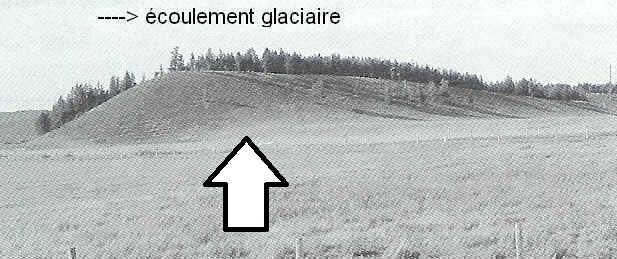 ----> écoulement glaciaire